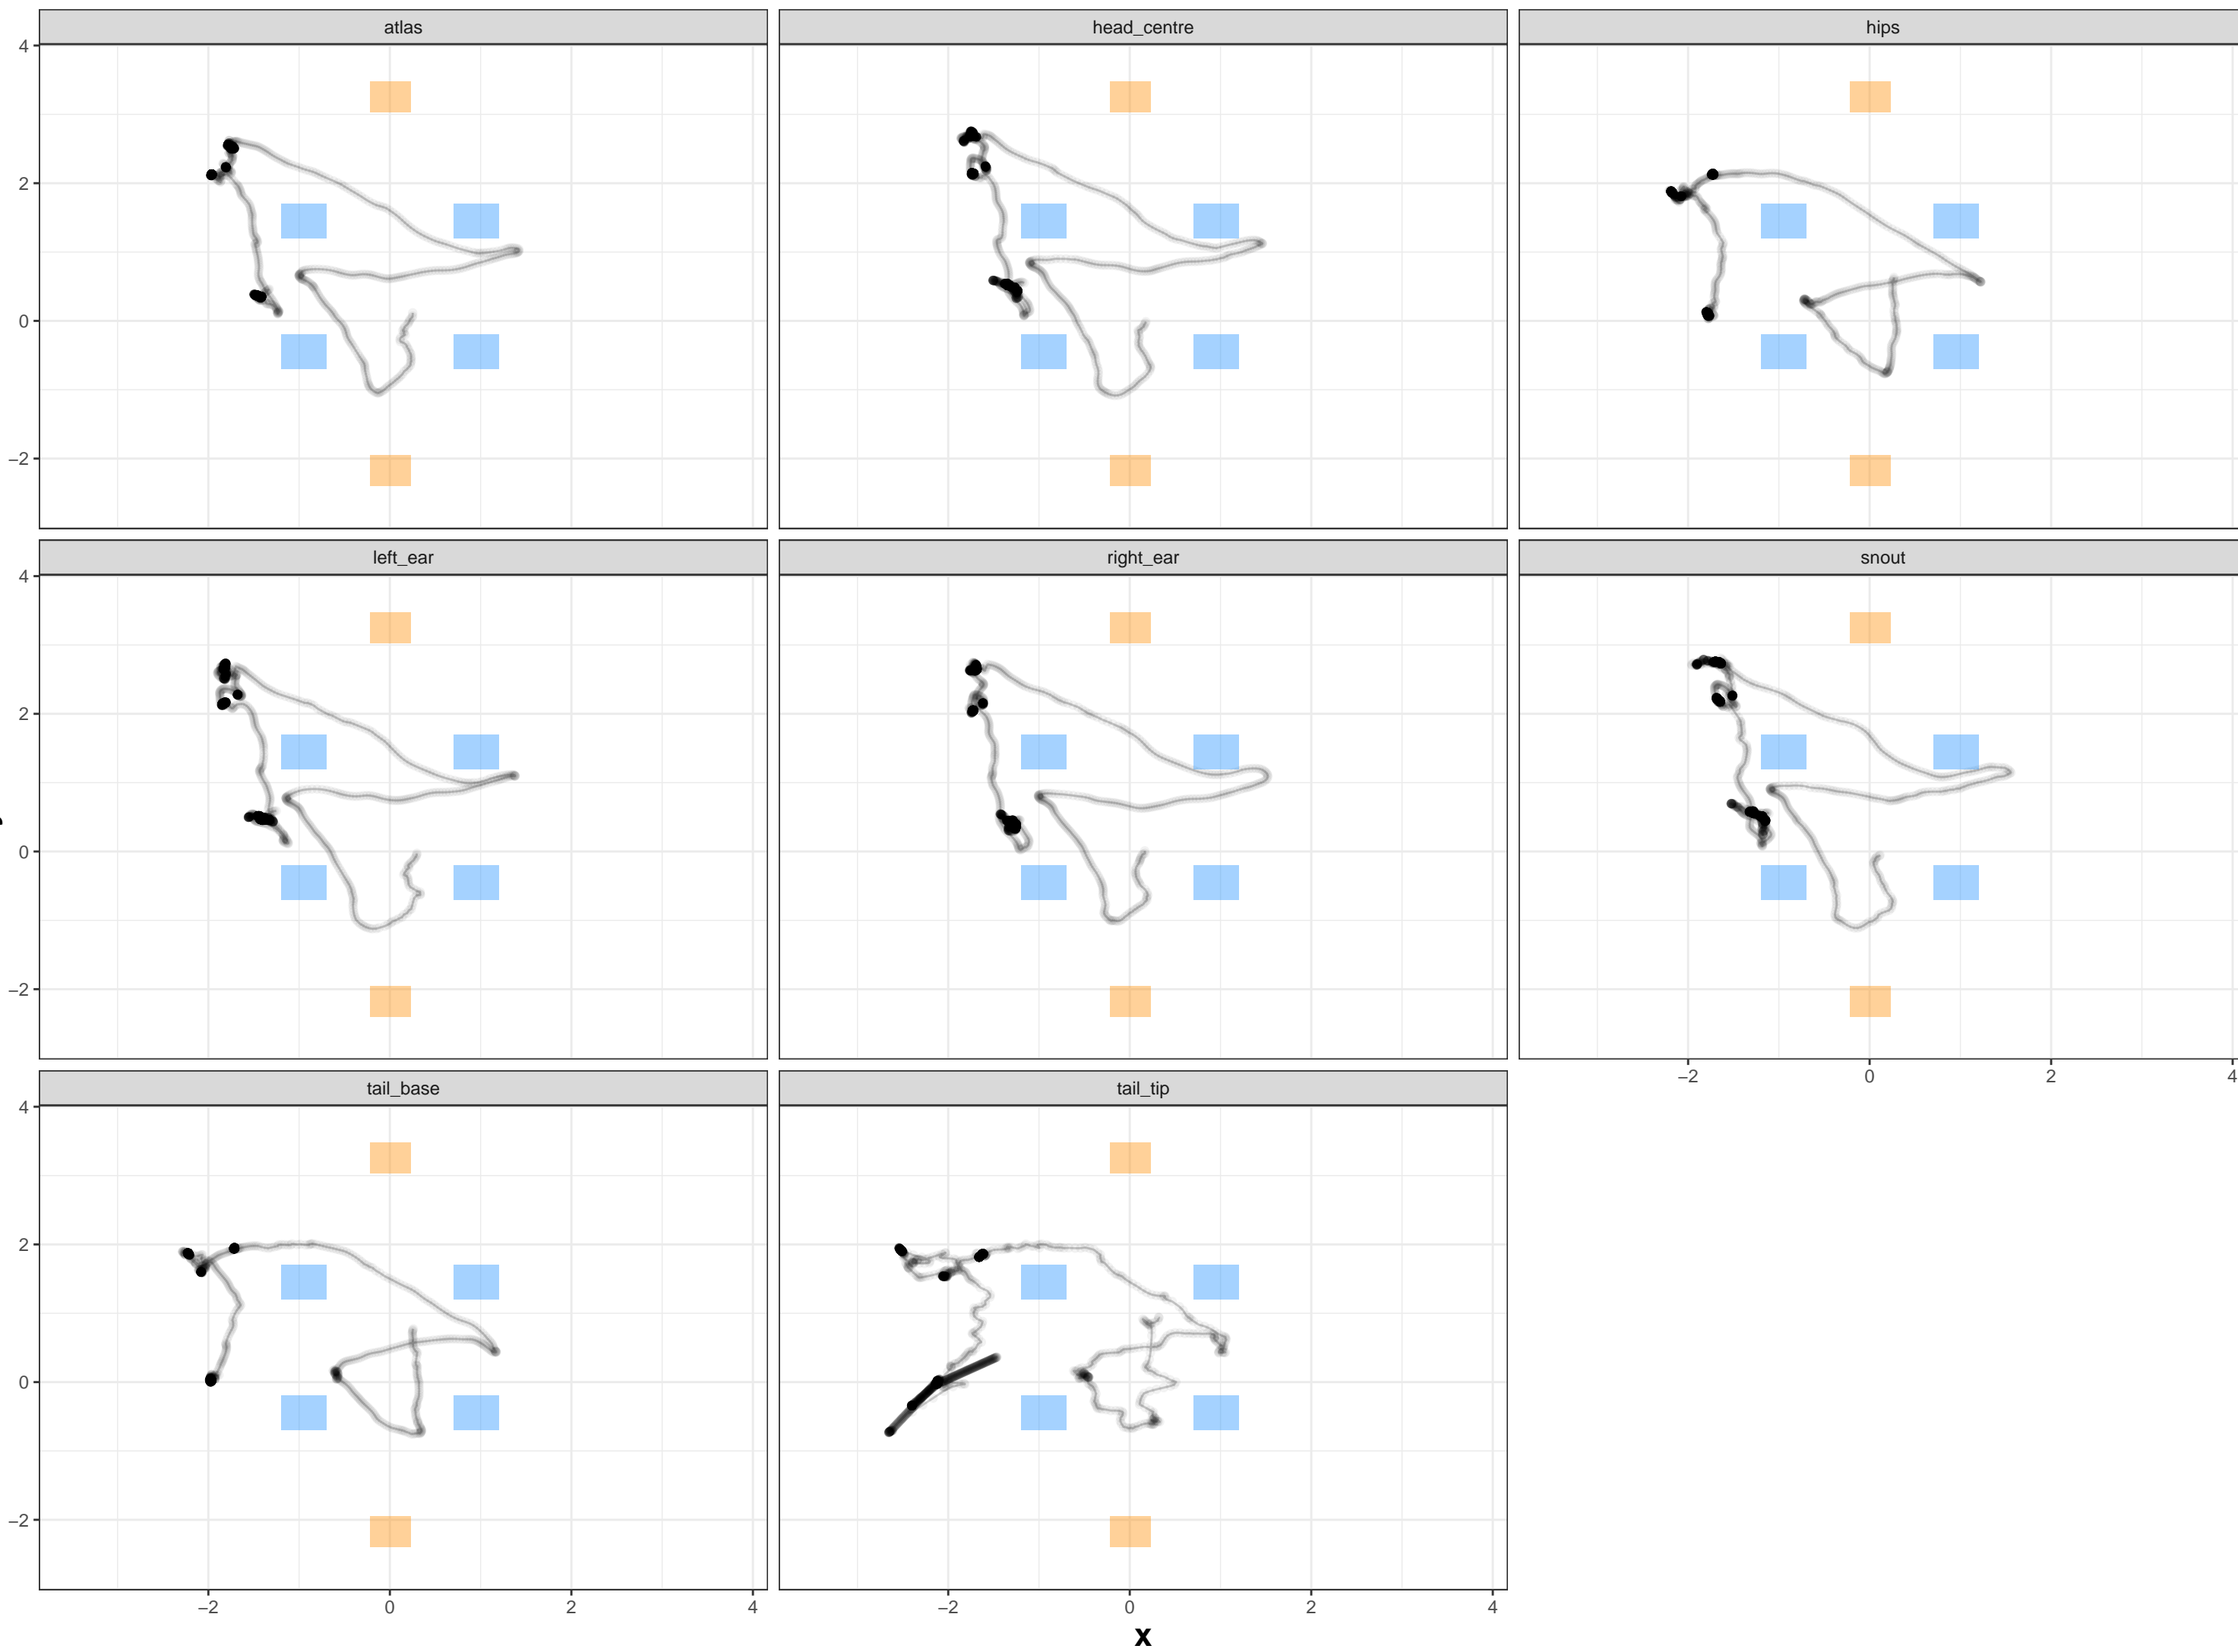 atlas head_centre hips
4
2
0
−2
left_ear right_ear snout
4
2
0
−2
−2 0 2 4
tail_base tail_tip
4
2
0
−2
−2 0 2 4 −2 0 2 4
x